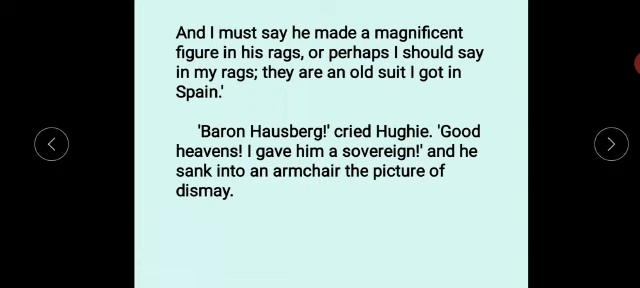 And I must say he made a magnificent
figure in his rags, or perhaps I should say
in my rags; they are an old suit I got in
Spain.'
'Baron Hausberg!' cried Hughie. 'Good
heavens! I gave him a sovereign!' and he
sank into an armchair the picture of
dismay.